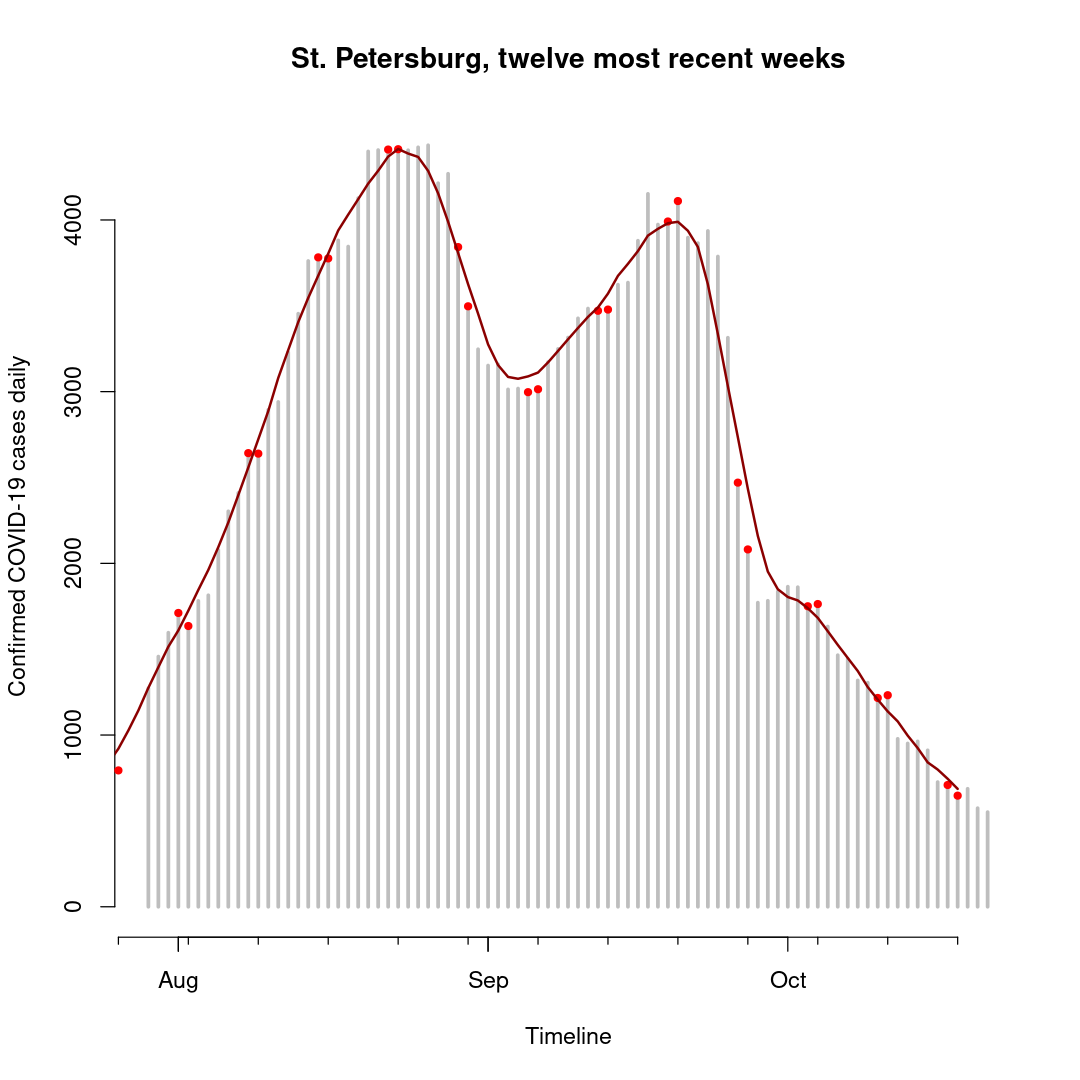 St. Petersburg, twelve most recent weeks
Confirmed COVID-19 cases daily
4000
3000
2000
1000
0
Aug Sep Oct
Timeline